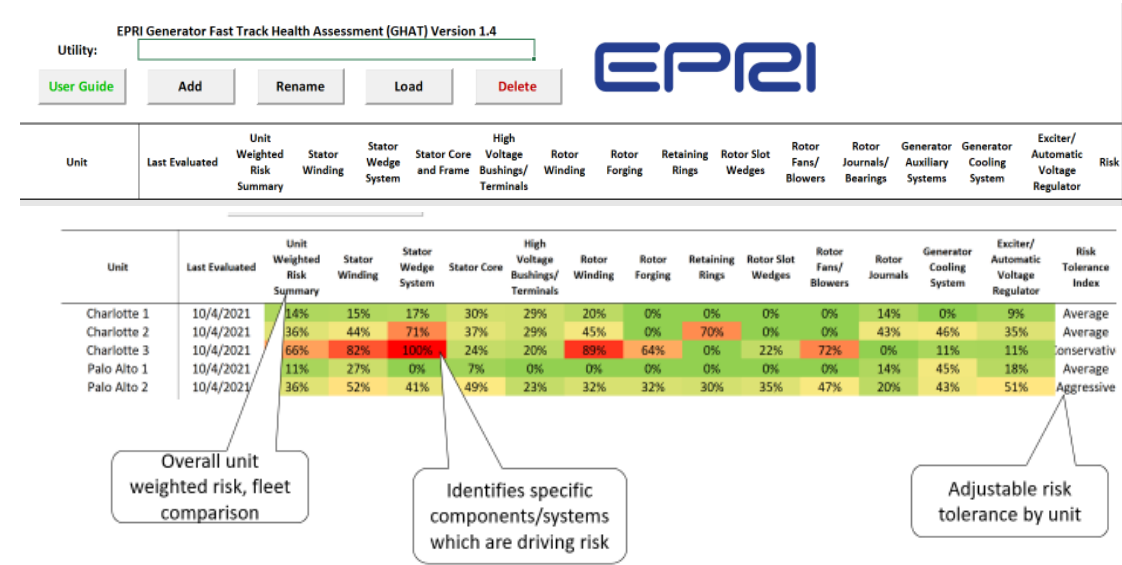 EPRI Generator Fast Track Health Assessment (GHAT) Version 1.4
Utility:
User Guide Add Rename Load Delete
EPRI
Unit Last Evaluated Unit Weighted Risk Summary Stator Winding Stator Wedge System Stator Core and Frame High Voltage Bushings/ Terminals Rotor Winding Rotor Forging Retaining Rings Rotor Slot Wedges Rotor Fans/ Blowers Rotor Journals/ Bearings Generator Auxiliary Systems Generator Cooling System Exciter/ Automatic Voltage Regulator Risk
Unit Last Evaluated Unit Weighted Risk Summary Stator Winding Stator Wedge System Stator Core High Voltage Bushings/ Terminals Rotor Winding Rotor Forging Retaining Rings Rotor Slot Wedges Rotor Fans/ Blowers Rotor Journals Generator Cooling System Exciter/ Automatic Voltage Regulator Risk Tolerance Index
Charlotte 1 10/4/2021 14% 15% 17% 30% 29% 20% 0% 0% 0% 0% 14% 0% 9% Average
Charlotte 2 10/4/2021 36% 44% 71% 37% 29% 45% 0% 70% 0% 0% 43% 46% 35% Average
Charlotte 3 10/4/2021 66% 82% 100% 24% 20% 89% 64% 0% 22% 72% 0% 11% 11% Conservativ
Palo Alto 1 10/4/2021 11% 27% 0% 7% 0% 0% 0% 0% 0% 0% 14% 45% 18% Average
Palo Alto 2 10/4/2021 36% 52% 41% 49% 23% 32% 32% 30% 35% 47% 20% 43% 51% Aggressive
Overall unit
weighted risk, fleet
comparison
Identifies specific
components/systems
which are driving risk
Adjustable risk
tolerance by unit